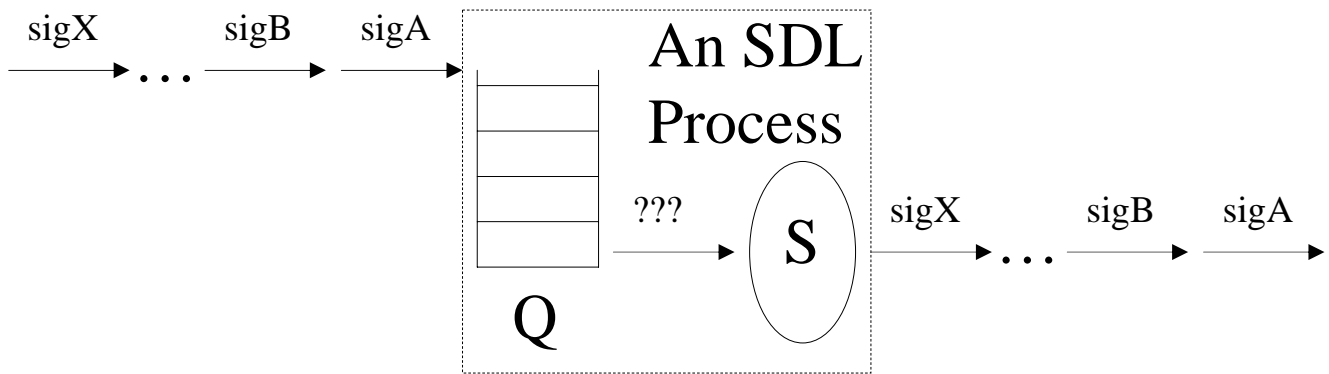 sigX
...
sigB
sigA
An SDL
Process
???
S
Q
sigX
...
sigB
sigA